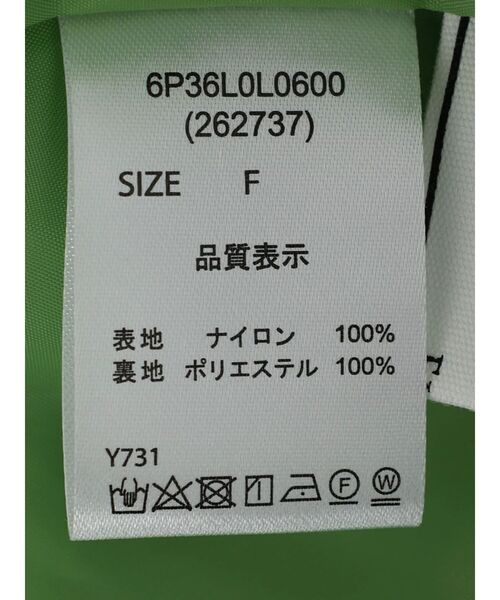 6P36L0L0600
(262737)
SIZE F
品質表示
表地 ナイロン 100%
裏地 ポリエステル 100%
Y731
F W